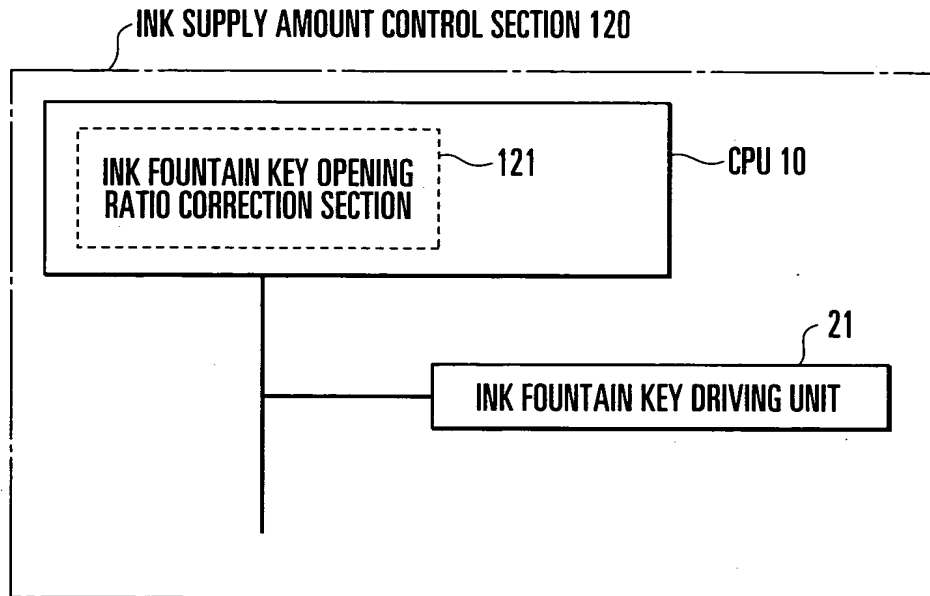 INK SUPPLY AMOUNT CONTROL SECTION 120
INK FOUNTAIN KEY OPENING
RATIO CORRECTION SECTION
121
CPU 10
21
INK FOUNTAIN KEY DRIVING UNIT